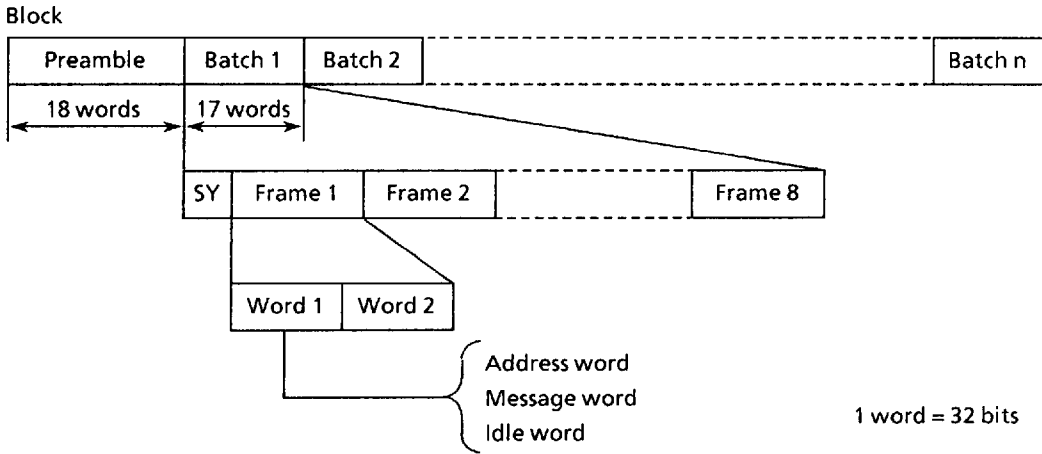 Block
Preamble Batch 1 Batch 2 Batch n
18 words 17 words
SY Frame 1 Frame 2 Frame 8
Word 1 Word 2
Address word
Message word
Idle word
1 word = 32 bits